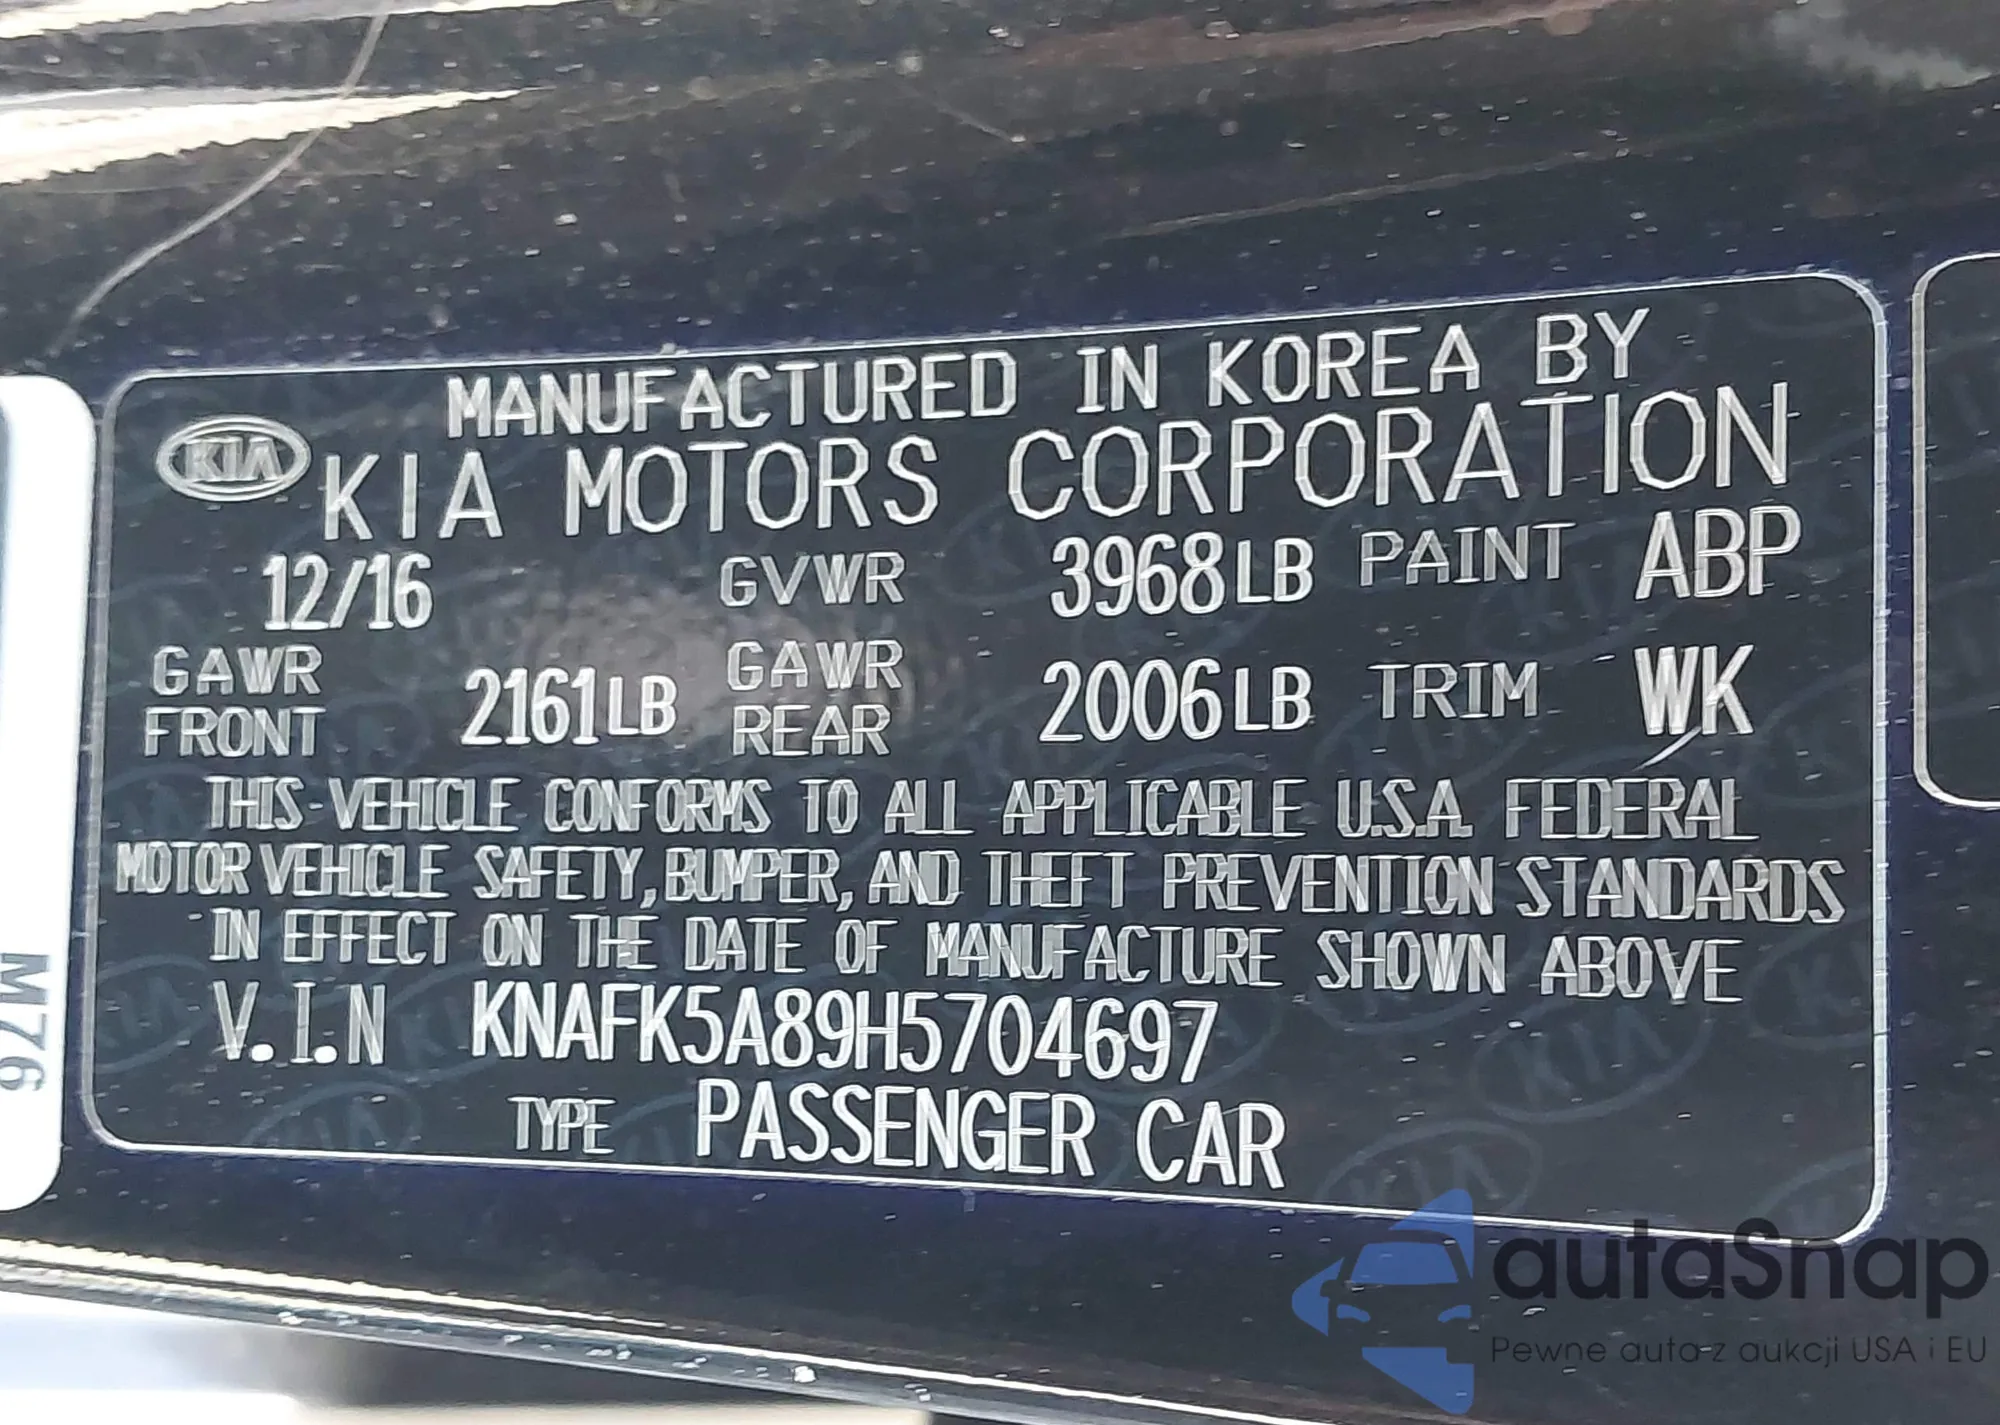 MANUFACTURED IN KOREA BY
KIA KIA MOTORS CORPORATION
12/16 GVWR 3968LB PAINT ABP
GAWR FRONT 2161LB GAWR REAR 2006LB TRIM WK
THIS VEHICLE CONFORMS TO ALL APPLICABLE U.S.A. FEDERAL
MOTOR VEHICLE SAFETY, BUMPER, AND THEFT PREVENTION STANDARDS
IN EFFECT ON THE DATE OF MANUFACTURE SHOWN ABOVE
V.I.N KNAFK5A89H5704697
TYPE PASSENGER CAR
M76
autaSnap
Pewne auta z aukcji USA i EU